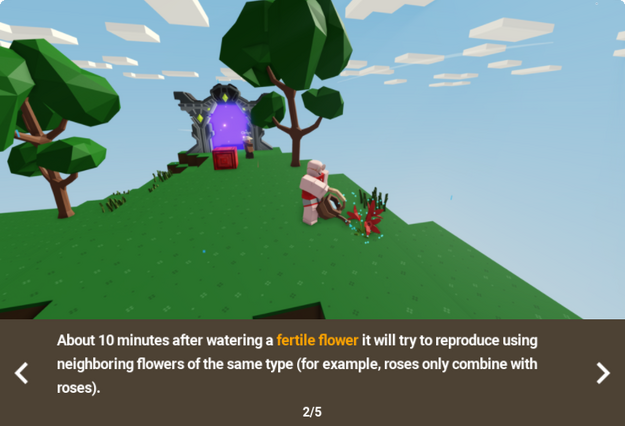 About 10 minutes after watering a fertile flower it will try to reproduce using
neighboring flowers of the same type (for example, roses only combine with
roses).
2/5